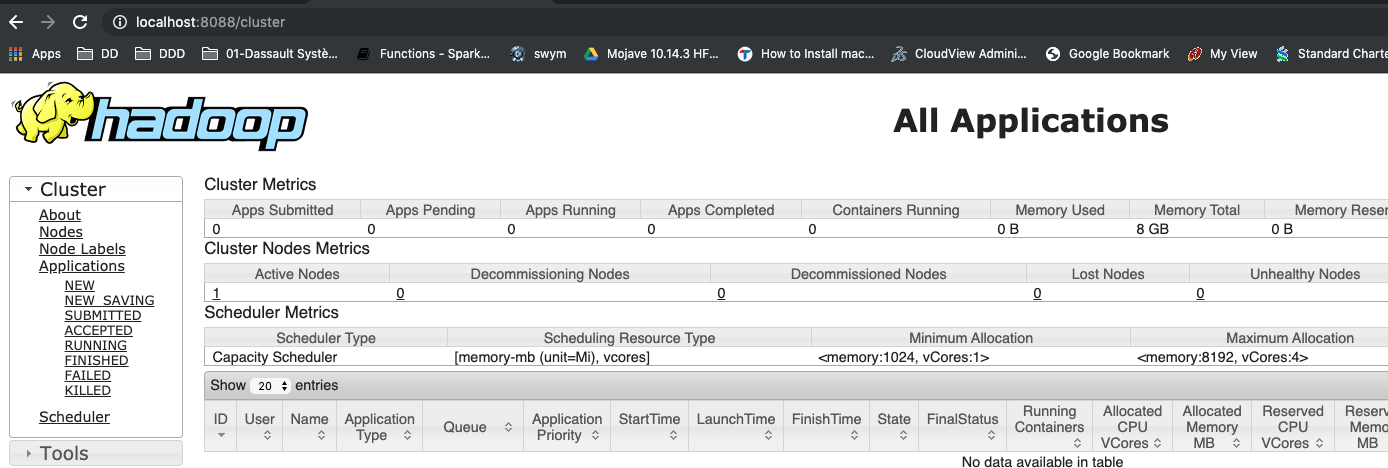 localhost:8088/cluster
Apps DD DDD 01-Dassault Systè... Functions - Spark... swym Mojave 10.14.3 HF... How to Install mac... CloudView Admini... Google Bookmark My View Standard Charte
hadoop
All Applications
Cluster
About
Nodes
Node Labels
Applications
NEW
NEW_SAVING
SUBMITTED
ACCEPTED
RUNNING
FINISHED
FAILED
KILLED
Scheduler
Tools
Cluster Metrics
Apps Submitted Apps Pending Apps Running Apps Completed Containers Running Memory Used Memory Total Memory Reser
0 0 0 0 0 0 B 8 GB 0 B
Cluster Nodes Metrics
Active Nodes Decommissioning Nodes Decommissioned Nodes Lost Nodes Unhealthy Nodes
1 0 0 0 0
Scheduler Metrics
Scheduler Type Scheduling Resource Type Minimum Allocation Maximum Allocation
Capacity Scheduler [memory-mb (unit=Mi), vcores] <memory:1024, vCores:1> <memory:8192, vCores:4>
Show 20 entries
ID User Name Application Type Queue Application Priority StartTime LaunchTime FinishTime State FinalStatus Running Containers Allocated CPU VCores Allocated Memory MB Reserved CPU VCores Reserv Memo MB
No data available in table